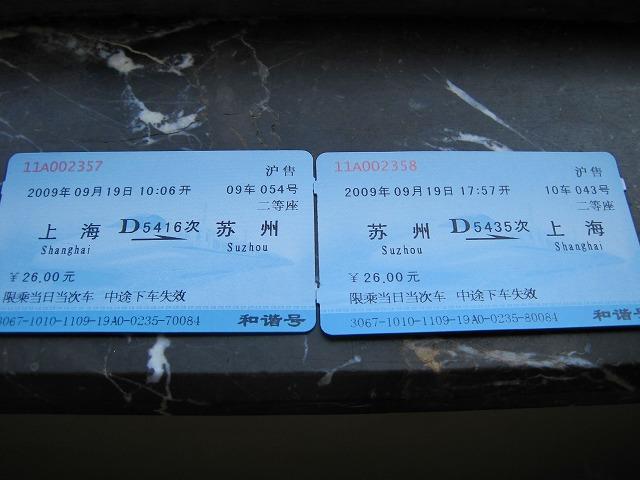 11A002357
沪售
2009年09月19日10:06开
09车054号
二等座
上海 D5416次 苏州
Shanghai Suzhou
￥26.00元
限乘当日当次车 中途下车失效
3067-1010-1109-19A0-0235-70084
和谐号
11A002358
沪售
2009年09月19日17:57开
10车043号
二等座
苏州 D5435次 上海
Suzhou Shanghai
￥26.00元
限乘当日当次车 中途下车失效
3067-1010-1109-19A0-0235-80084
和谐号